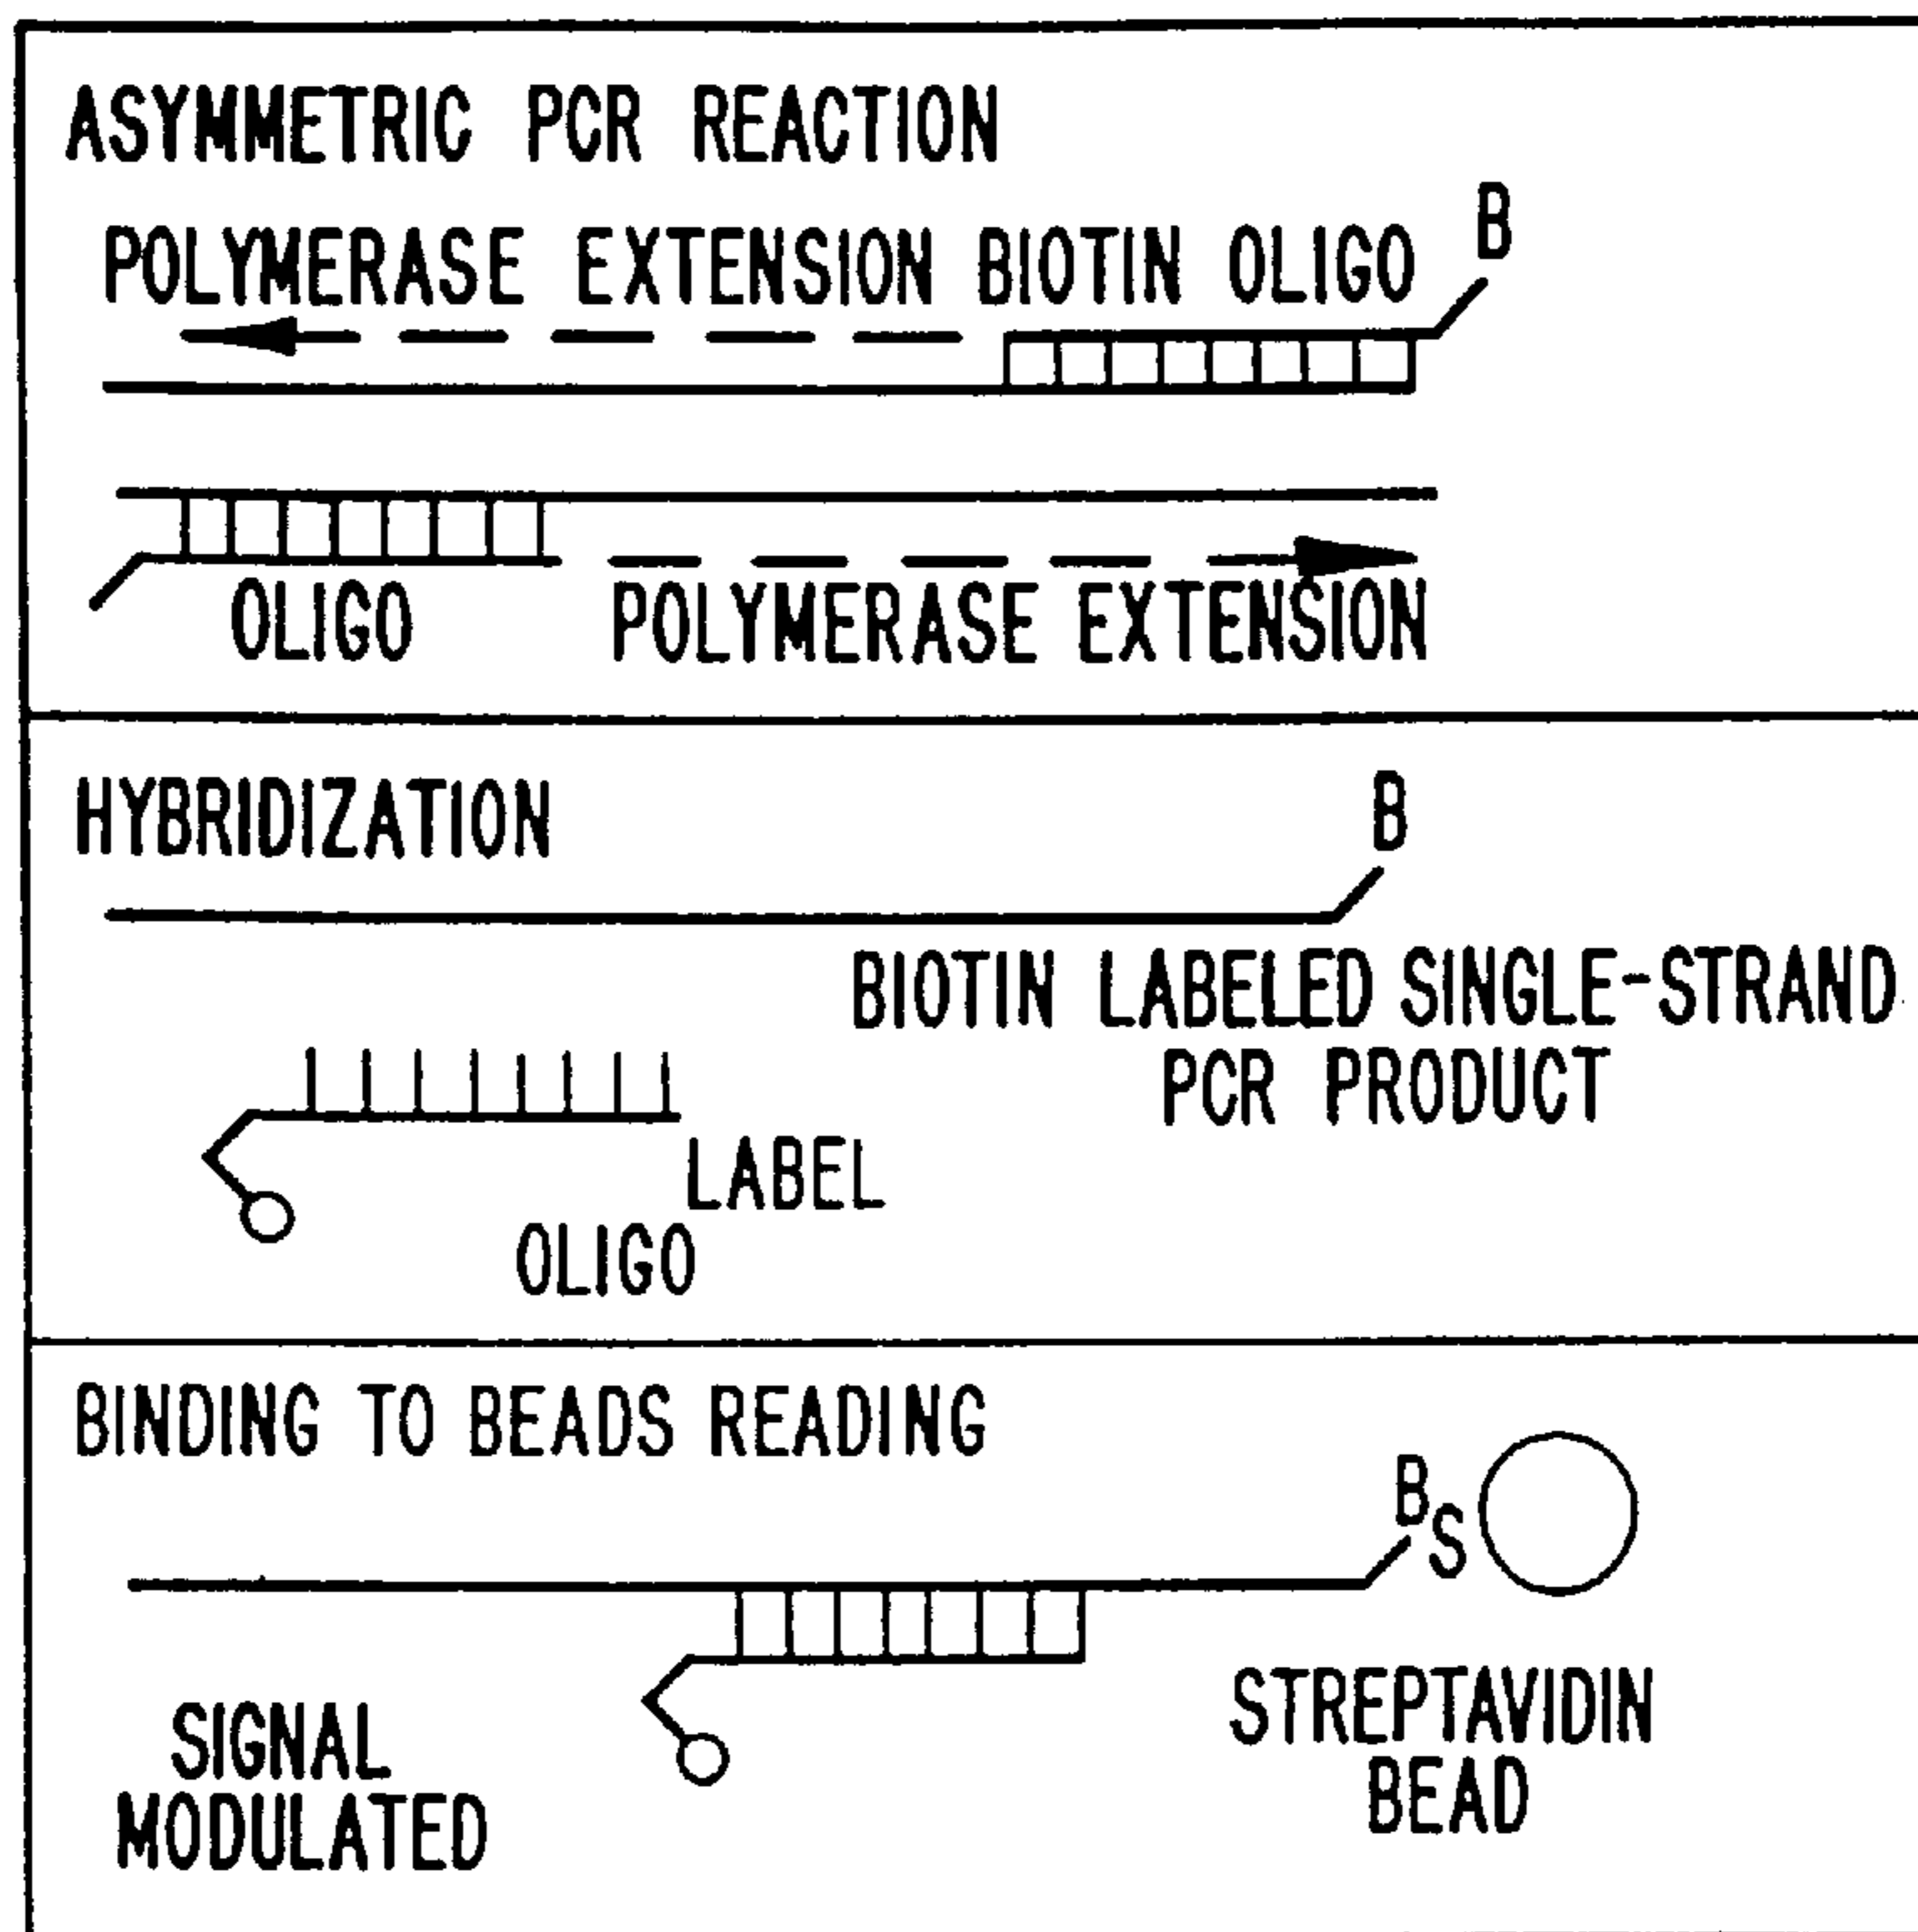 ASYMMETRIC PCR REACTION
B
POLYMERASE EXTENSION BIOTIN OLIGO
OLIGO POLYMERASE EXTENSION
HYBRIDIZATION
B
BIOTIN LABELED SINGLE-STRAND
PCR PRODUCT
LABEL
OLIGO
BINDING TO BEADS READING
B
S
STREPTAVIDIN
BEAD
SIGNAL
MODULATED